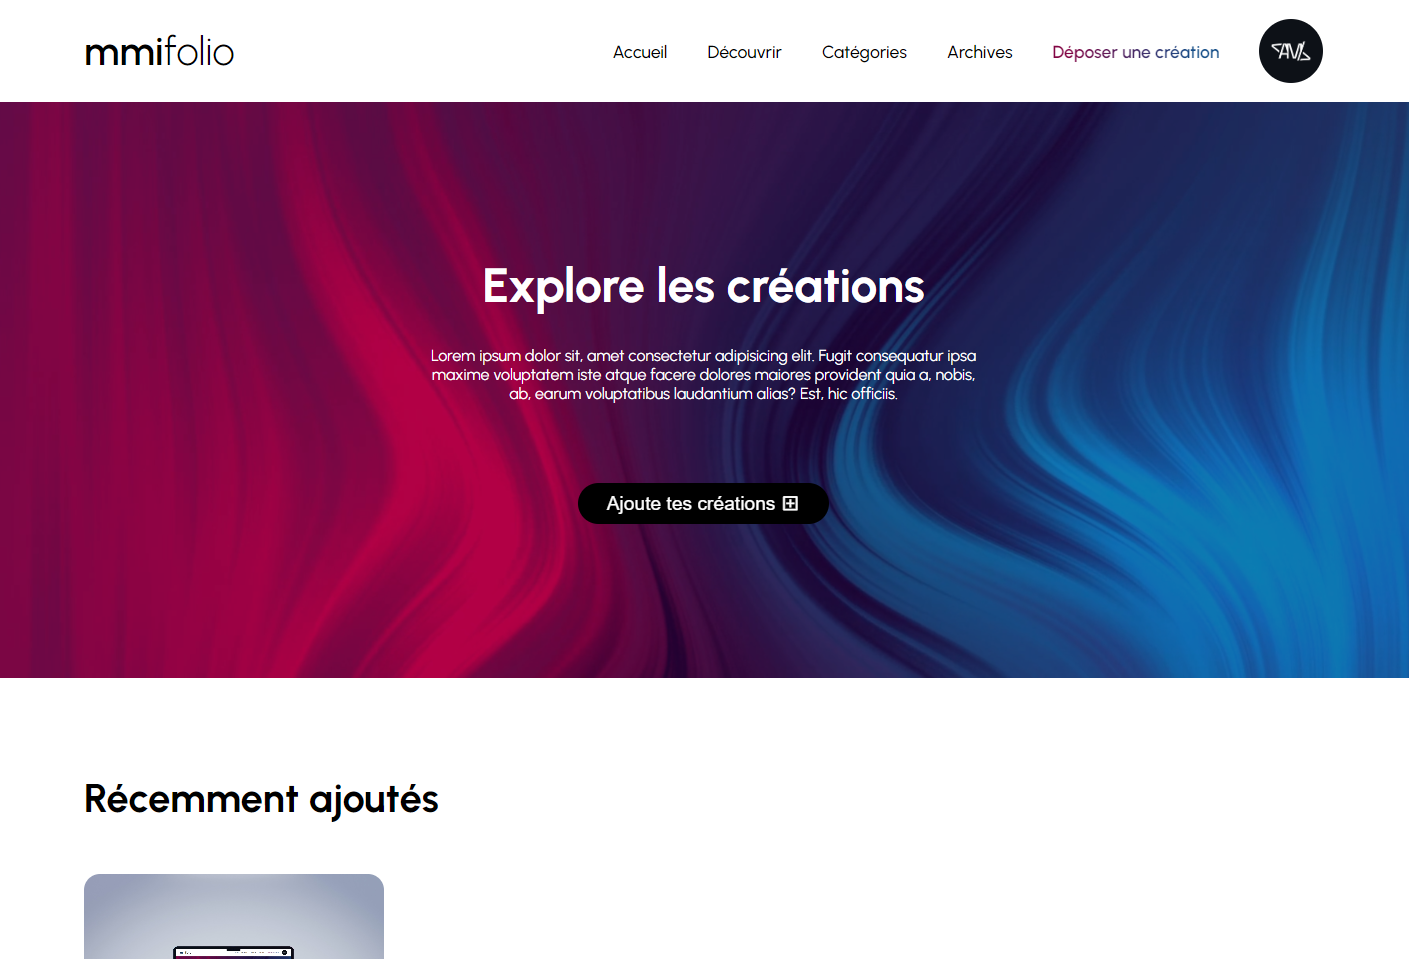 mmifolio
Accueil Découvrir Catégories Archives Déposer une création
Explore les créations
Lorem ipsum dolor sit, amet consectetur adipisicing elit. Fugit consequatur ipsa
maxime voluptatem iste atque facere dolores maiores provident quia a, nobis,
ab, earum voluptatibus laudantium alias? Est, hic officiis.
Ajoute tes créations
Récemment ajoutés